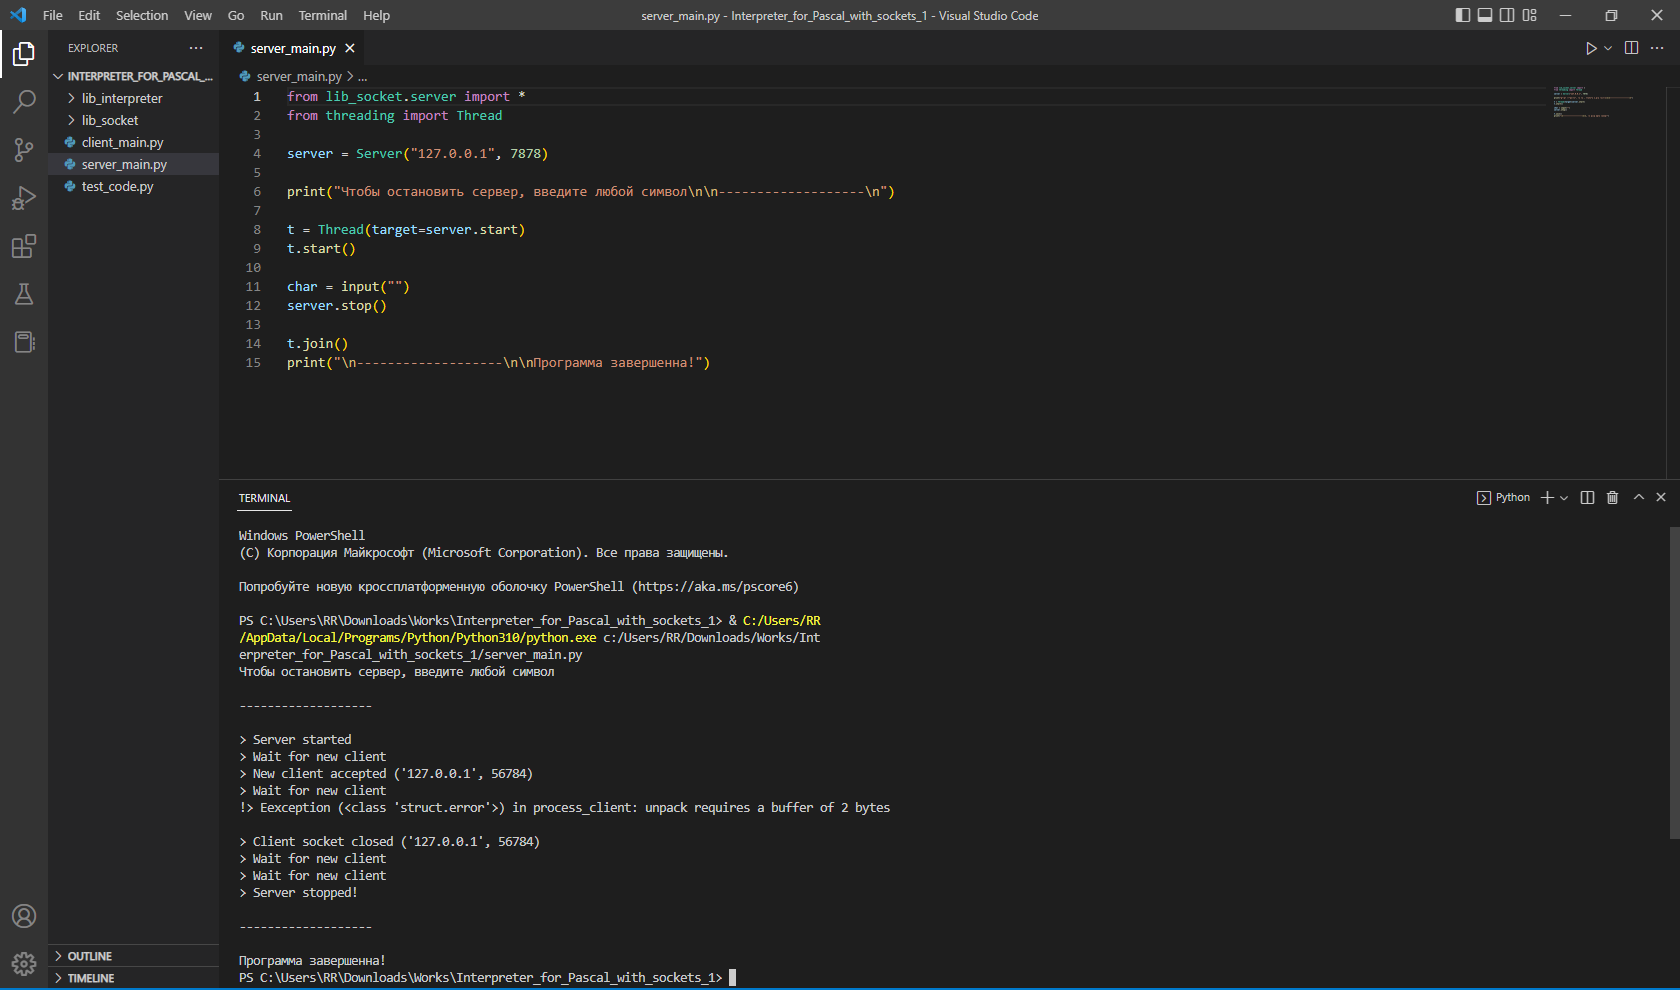 File Edit Selection View Go Run Terminal Help
server_main.py - Interpreter_for_Pascal_with_sockets_1 - Visual Studio Code
EXPLORER
INTERPRETER_FOR_PASCAL_...
lib_interpreter
lib_socket
client_main.py
server_main.py
test_code.py
OUTLINE
TIMELINE
server_main.py
server_main.py > ...
1 from lib_socket.server import *
2 from threading import Thread
3
4 server = Server("127.0.0.1", 7878)
5
6 print("Чтобы остановить сервер, введите любой символ\n\n-------------------\n")
7
8 t = Thread(target=server.start)
9 t.start()
10
11 char = input("")
12 server.stop()
13
14 t.join()
15 print("\n-------------------\n\nПрограмма завершенна!")
TERMINAL
Python
Windows PowerShell
(C) Корпорация Майкрософт (Microsoft Corporation). Все права защищены.
Попробуйте новую кроссплатформенную оболочку PowerShell (https://aka.ms/pscore6)
PS C:\Users\RR\Downloads\Works\Interpreter_for_Pascal_with_sockets_1> & C:/Users/RR
/AppData/Local/Programs/Python/Python310/python.exe c:/Users/RR/Downloads/Works/Int
erpreter_for_Pascal_with_sockets_1/server_main.py
Чтобы остановить сервер, введите любой символ
-------------------
> Server started
> Wait for new client
> New client accepted ('127.0.0.1', 56784)
> Wait for new client
!> Eexception (<class 'struct.error'>) in process_client: unpack requires a buffer of 2 bytes
> Client socket closed ('127.0.0.1', 56784)
> Wait for new client
> Wait for new client
> Server stopped!
-------------------
Программа завершенна!
PS C:\Users\RR\Downloads\Works\Interpreter_for_Pascal_with_sockets_1>